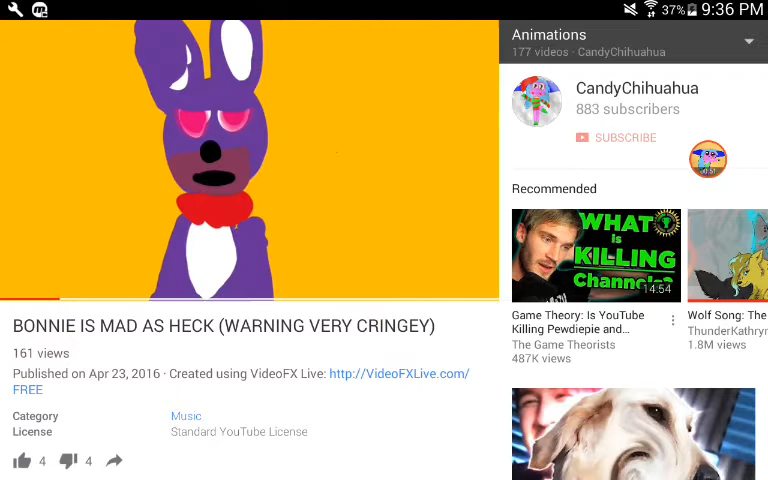 37% 9:36 PM
Animations
177 videos · CandyChihuahua
CandyChihuahua
883 subscribers
SUBSCRIBE
00:51
Recommended
WHAT
is
KILLING
Channels?
14:54
Game Theory: Is YouTube
Killing Pewdiepie and...
The Game Theorists
487K views
Wolf Song: The
ThunderKathryn
1.8M views
BONNIE IS MAD AS HECK (WARNING VERY CRINGEY)
161 views
Published on Apr 23, 2016 · Created using VideoFX Live: http://VideoFXLive.com/
FREE
Category Music
License Standard YouTube License
4 4